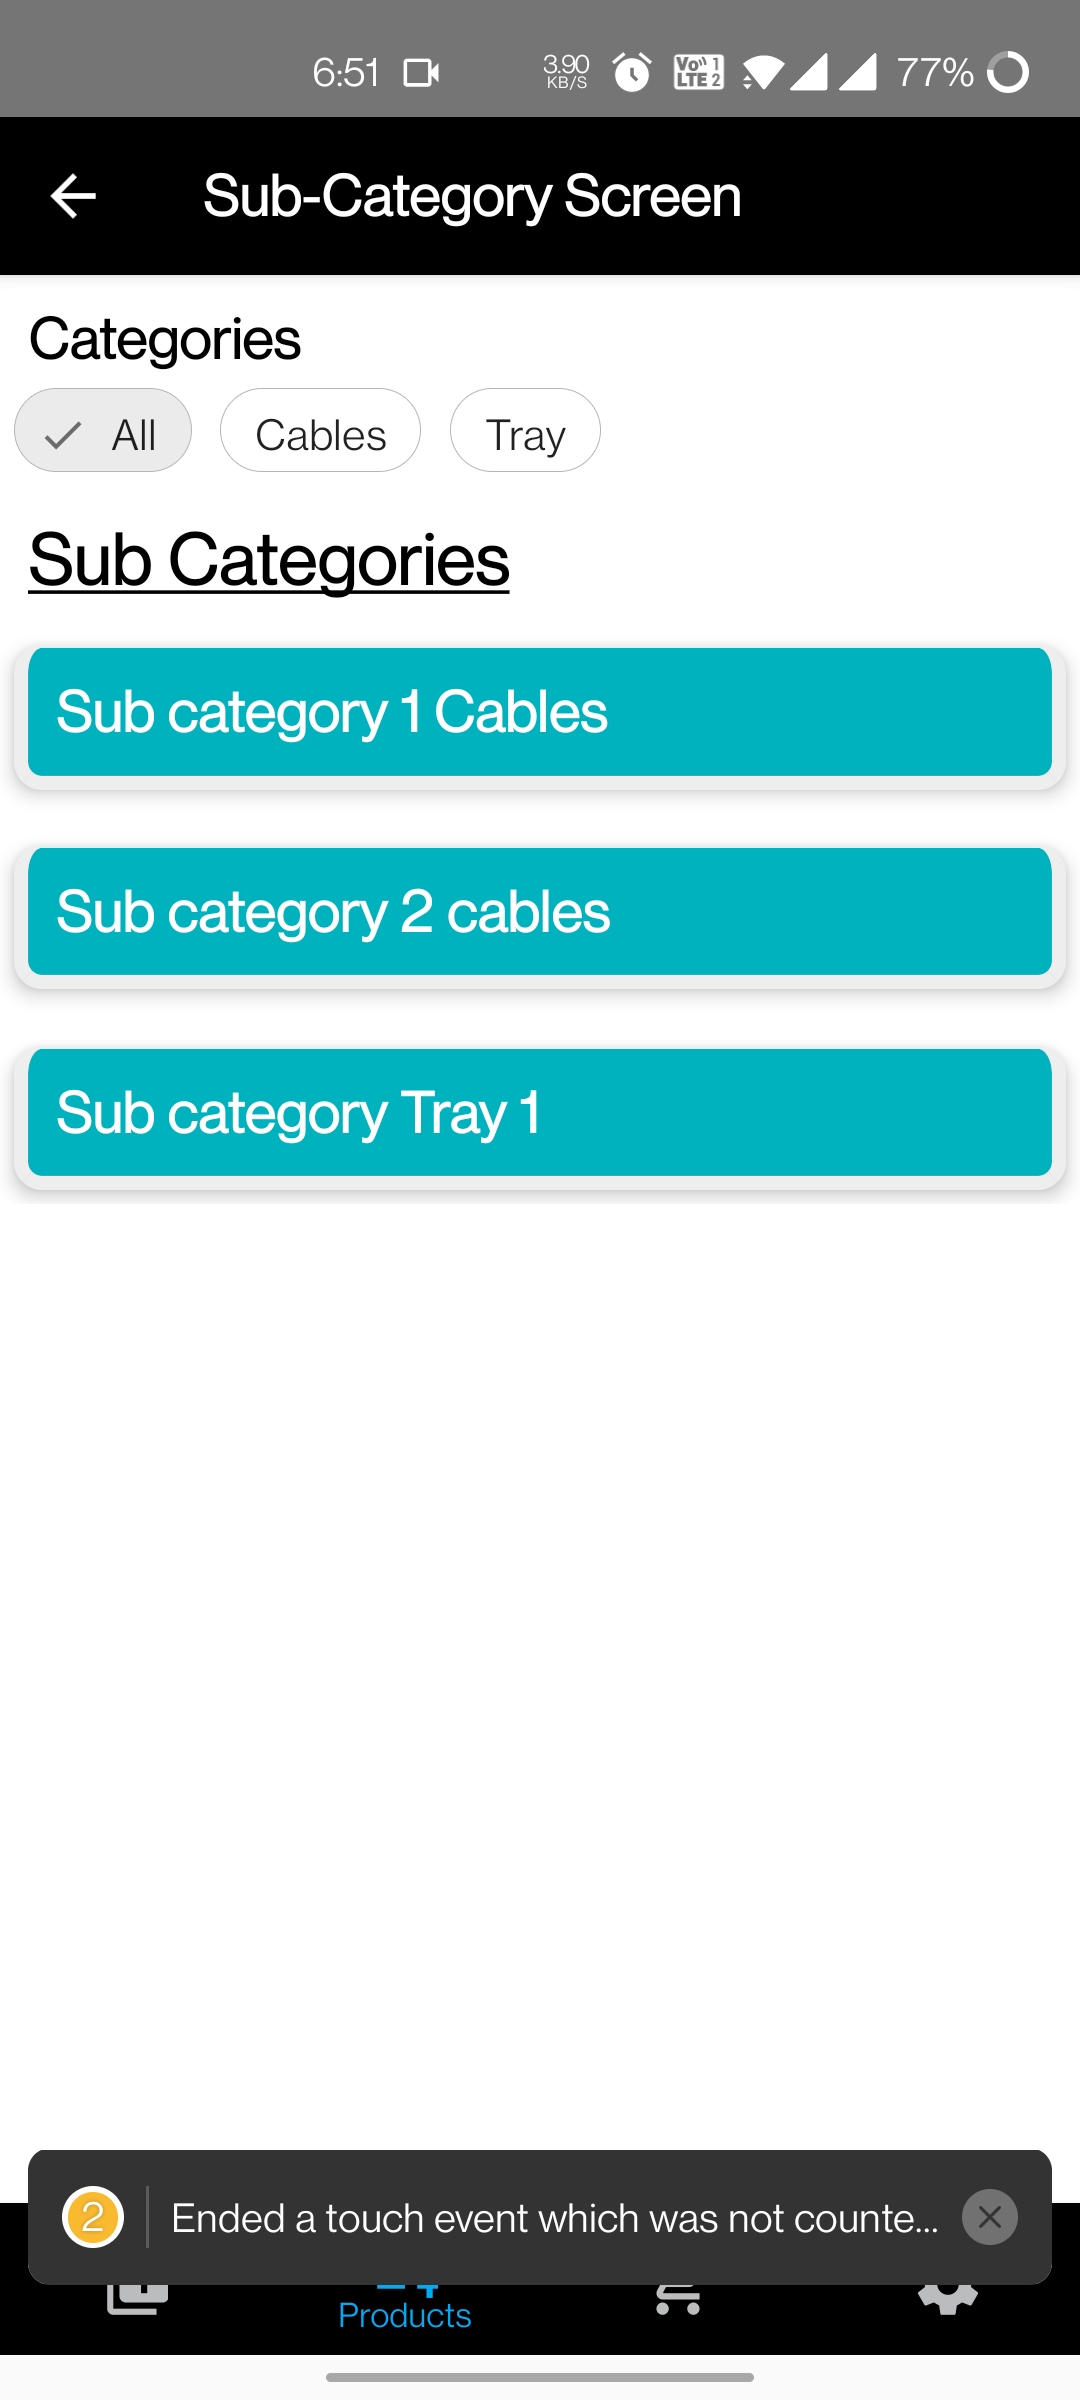 6:51 3.90 KB/S Vo 1 LTE 2 77%
Sub-Category Screen
Categories
All Cables Tray
Sub Categories
Sub category 1 Cables
Sub category 2 cables
Sub category Tray 1
2 Ended a touch event which was not counte...
Products